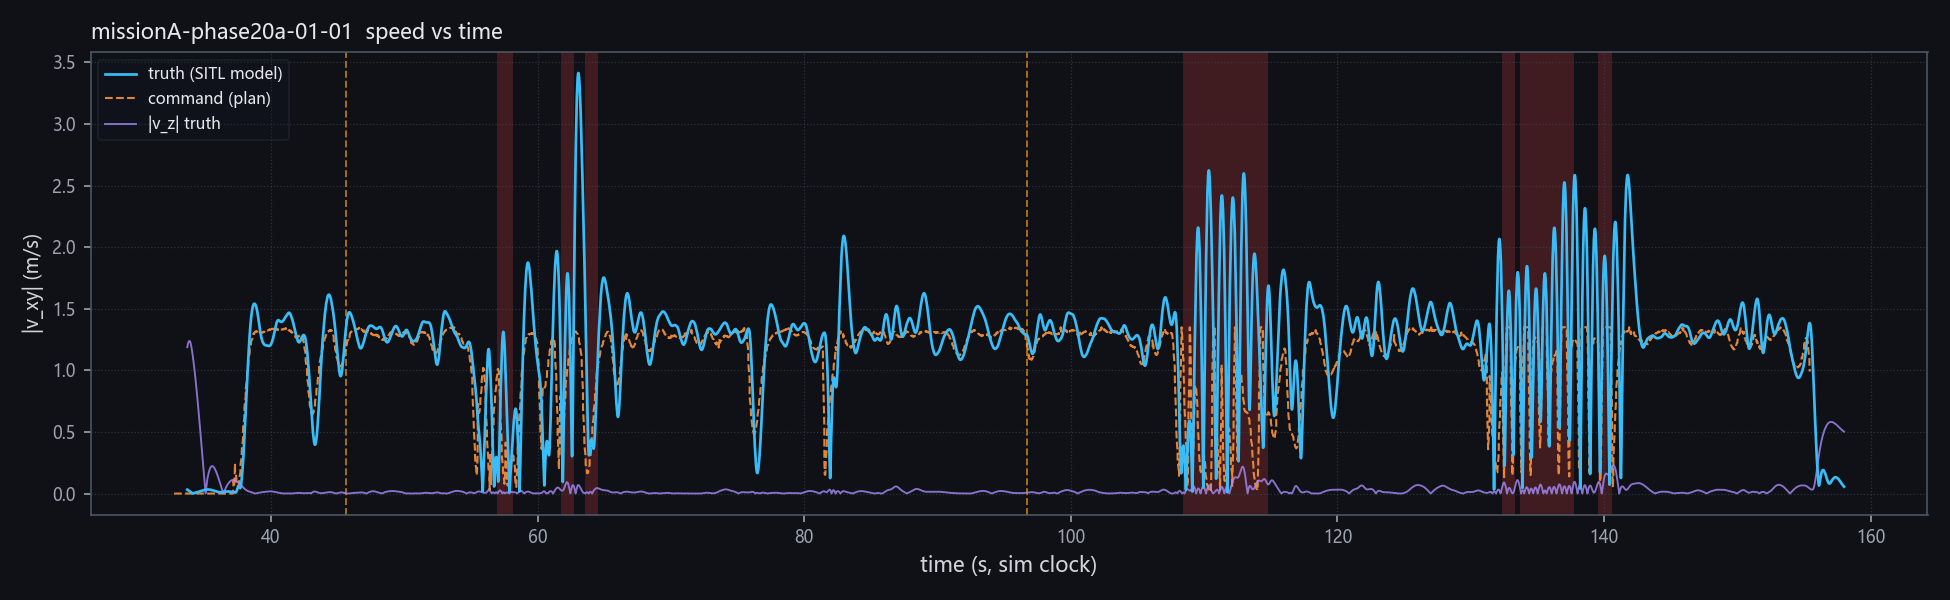 missionA-phase20a-01-01  speed vs time
truth (SITL model)
command (plan)
|v_z| truth
|v_xy| (m/s)
3.5
3.0
2.5
2.0
1.5
1.0
0.5
0.0
40 60 80 100 120 140 160
time (s, sim clock)